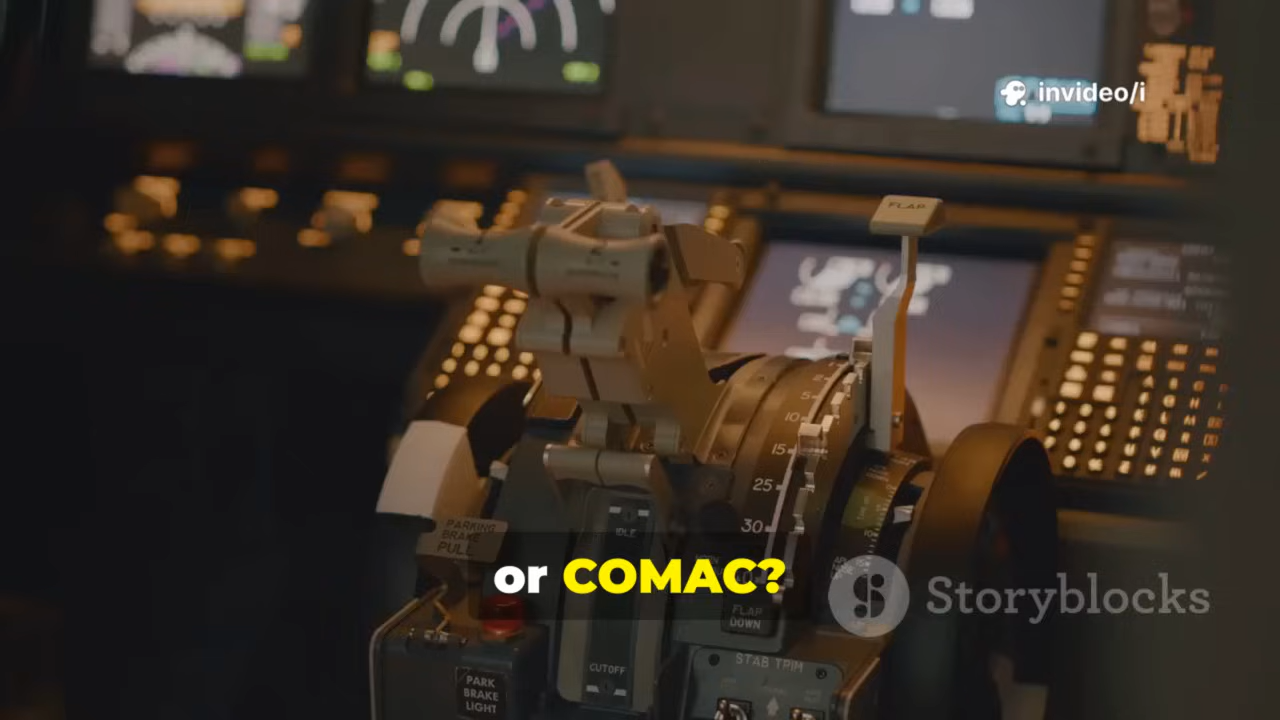 invideo/i
FLAP
5
10
15
25
30
IDLE
PARKING
BRAKE
PULL
or COMAC?
Storyblocks
FLAP
DOWN
CUTOFF
STAB TRIM
PARK
BRAKE
LIGHT